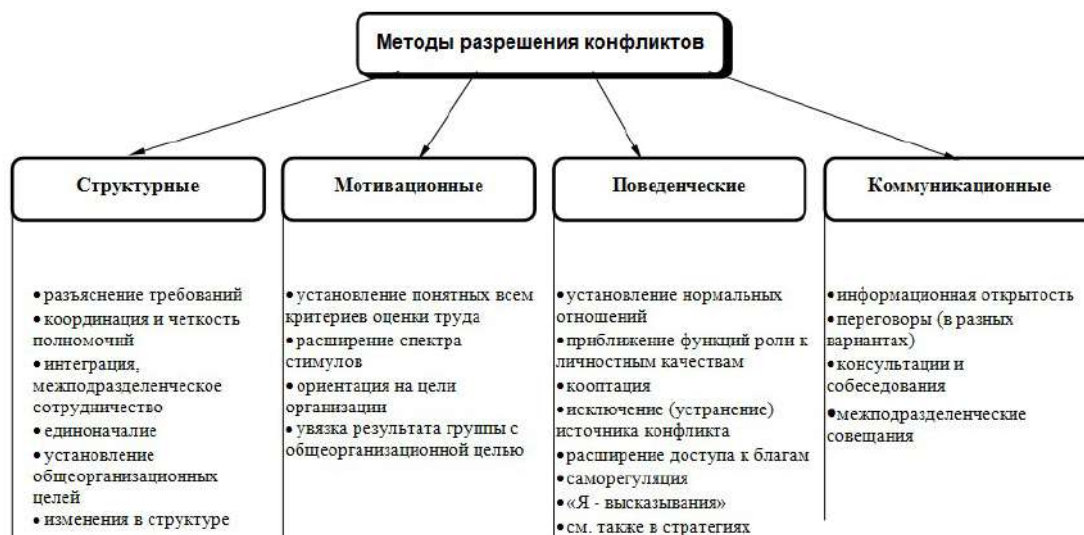 Методы разрешения конфликтов
Структурные
• разъяснение требований
• координация и четкость
полномочий
• интеграция,
межподразделенческое
сотрудничество
• единоначалие
• установление
общеорганизационных
целей
• изменения в структуре
Мотивационные
• установление понятных всем
критериев оценки труда
• расширение спектра
стимулов
• ориентация на цели
организации
• увязка результата группы с
общеорганизационной целью
Поведенческие
• установление нормальных
отношений
• приближение функций роли к
личностным качествам
• кооптация
• исключение (устранение)
источника конфликта
• расширение доступа к благам
• саморегуляция
• «Я - высказывания»
• см. также в стратегиях
Коммуникационные
• информационная открытость
• переговоры (в разных
вариантах)
• консультации и
собеседования
• межподразделенческие
совещания